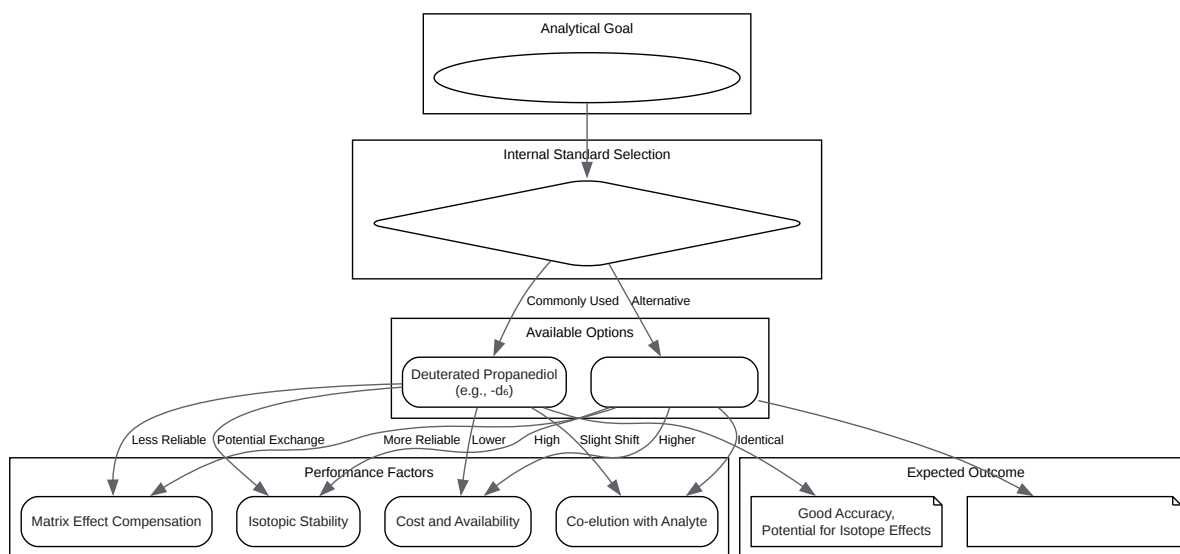 Analytical Goal
Internal Standard Selection
Commonly Used
Alternative
Available Options
Deuterated Propanediol
(e.g., -d₆)
Less Reliable
Potential Exchange
More Reliable
Lower
High
Slight Shift
Higher
Identical
Performance Factors
Expected Outcome
Matrix Effect Compensation
Isotopic Stability
Cost and Availability
Co-elution with Analyte
Good Accuracy,
Potential for Isotope Effects